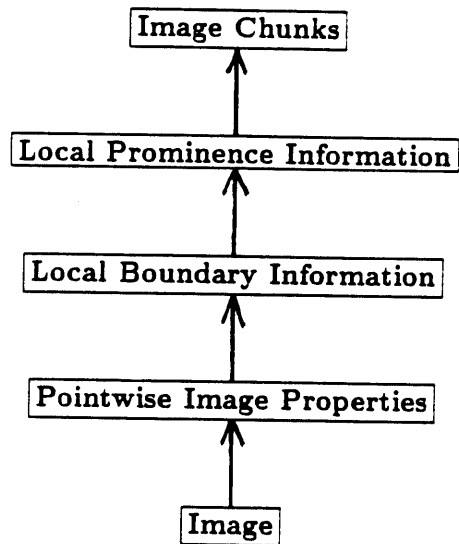 Image Chunks
Local Prominence Information
Local Boundary Information
Pointwise Image Properties
Image